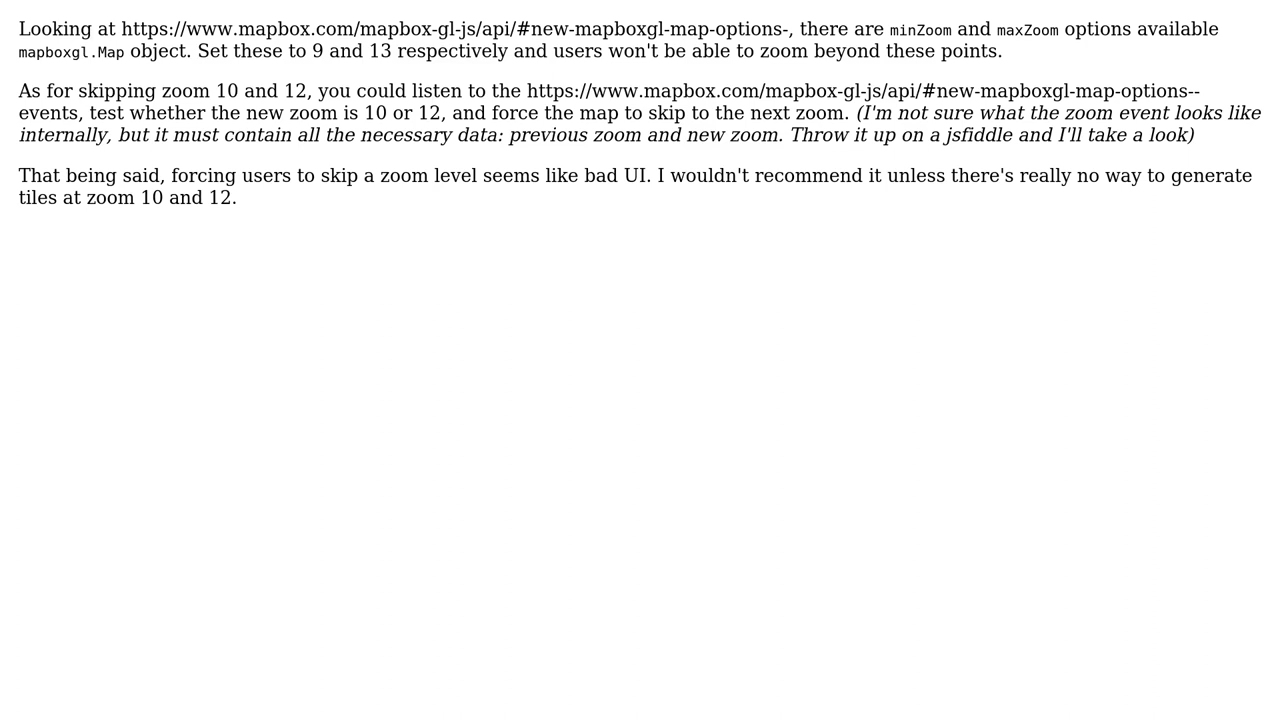 Looking at https://www.mapbox.com/mapbox-gl-js/api/#new-mapboxgl-map-options-, there are minZoom and maxZoom options available
mapboxgl.Map object. Set these to 9 and 13 respectively and users won't be able to zoom beyond these points.
As for skipping zoom 10 and 12, you could listen to the https://www.mapbox.com/mapbox-gl-js/api/#new-mapboxgl-map-options--
events, test whether the new zoom is 10 or 12, and force the map to skip to the next zoom. (I'm not sure what the zoom event looks like
internally, but it must contain all the necessary data: previous zoom and new zoom. Throw it up on a jsfiddle and I'll take a look)
That being said, forcing users to skip a zoom level seems like bad UI. I wouldn't recommend it unless there's really no way to generate
tiles at zoom 10 and 12.